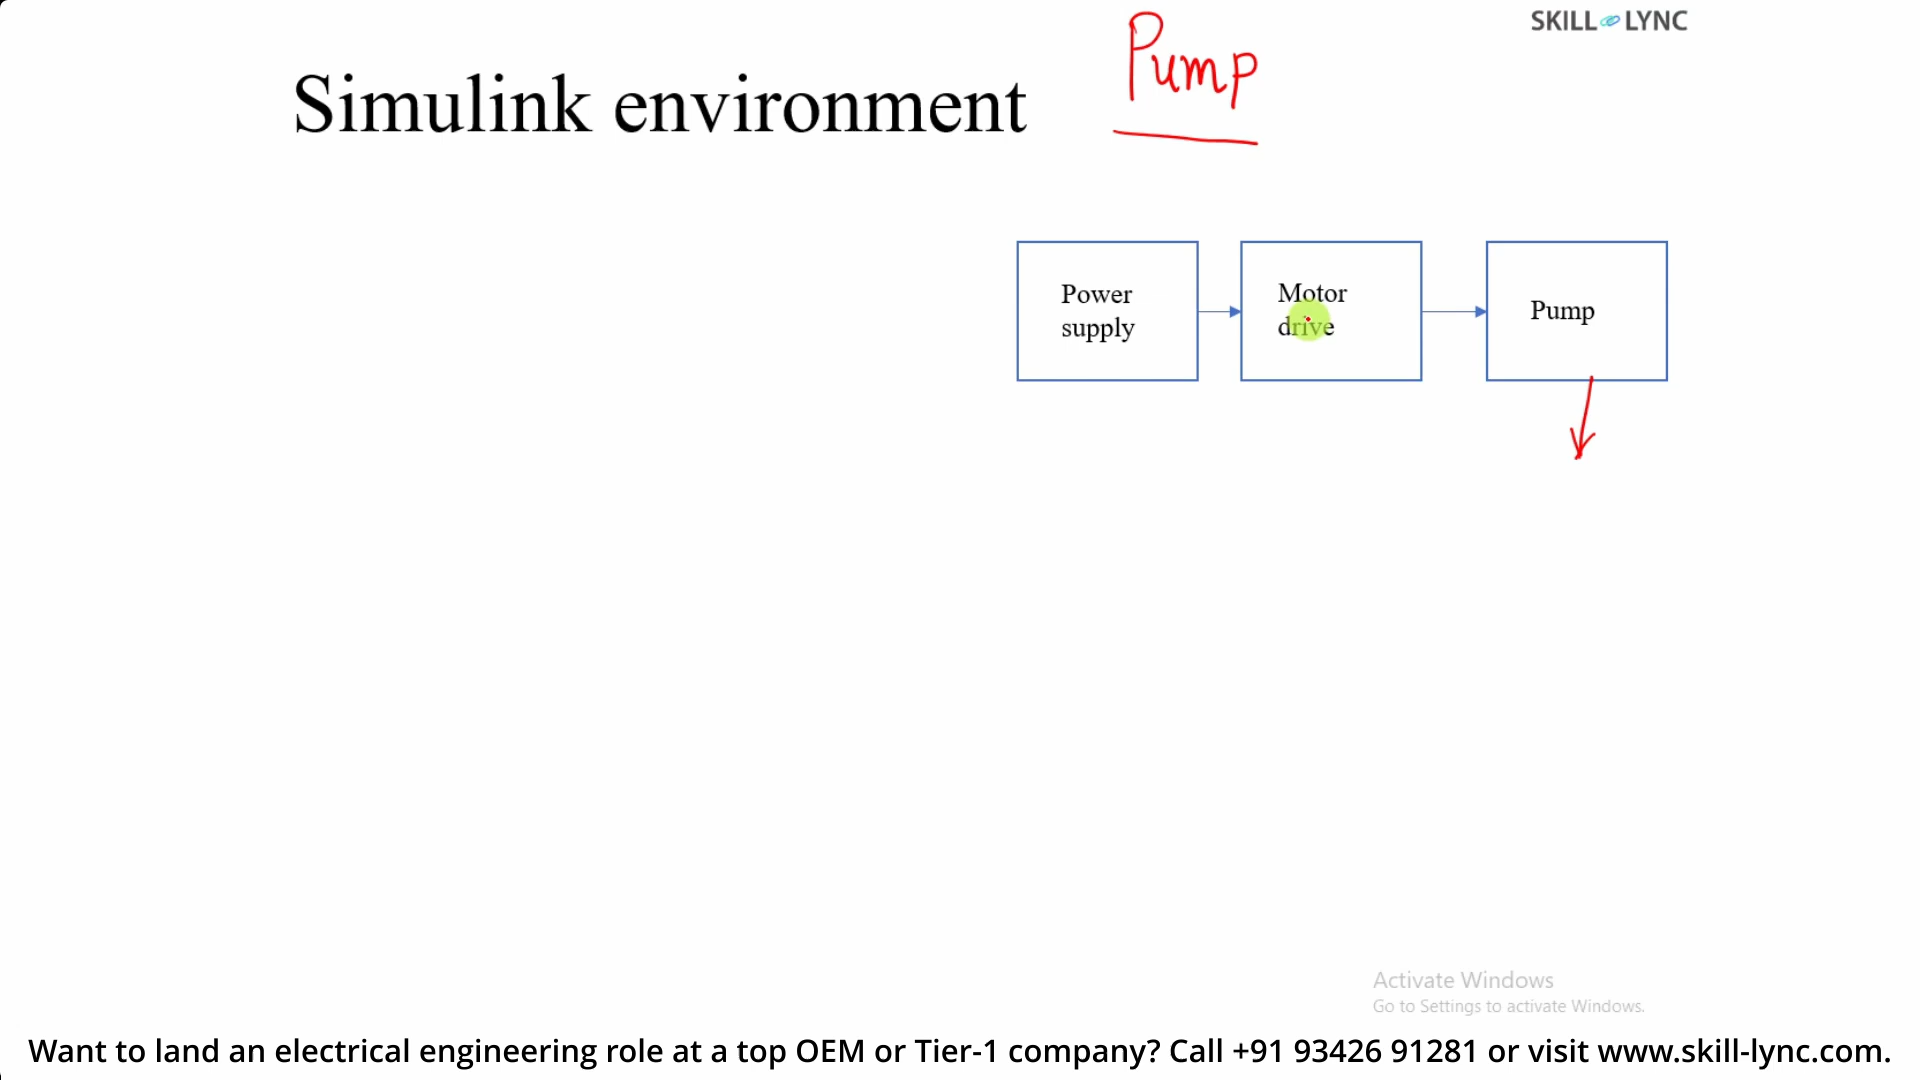 Pump
SKILL LYNC
Simulink environment
Power
supply
Motor
drive
Pump
Activate Windows
Go to Settings to activate Windows.
Want to land an electrical engineering role at a top OEM or Tier-1 company? Call +91 93426 91281 or visit www.skill-lync.com.